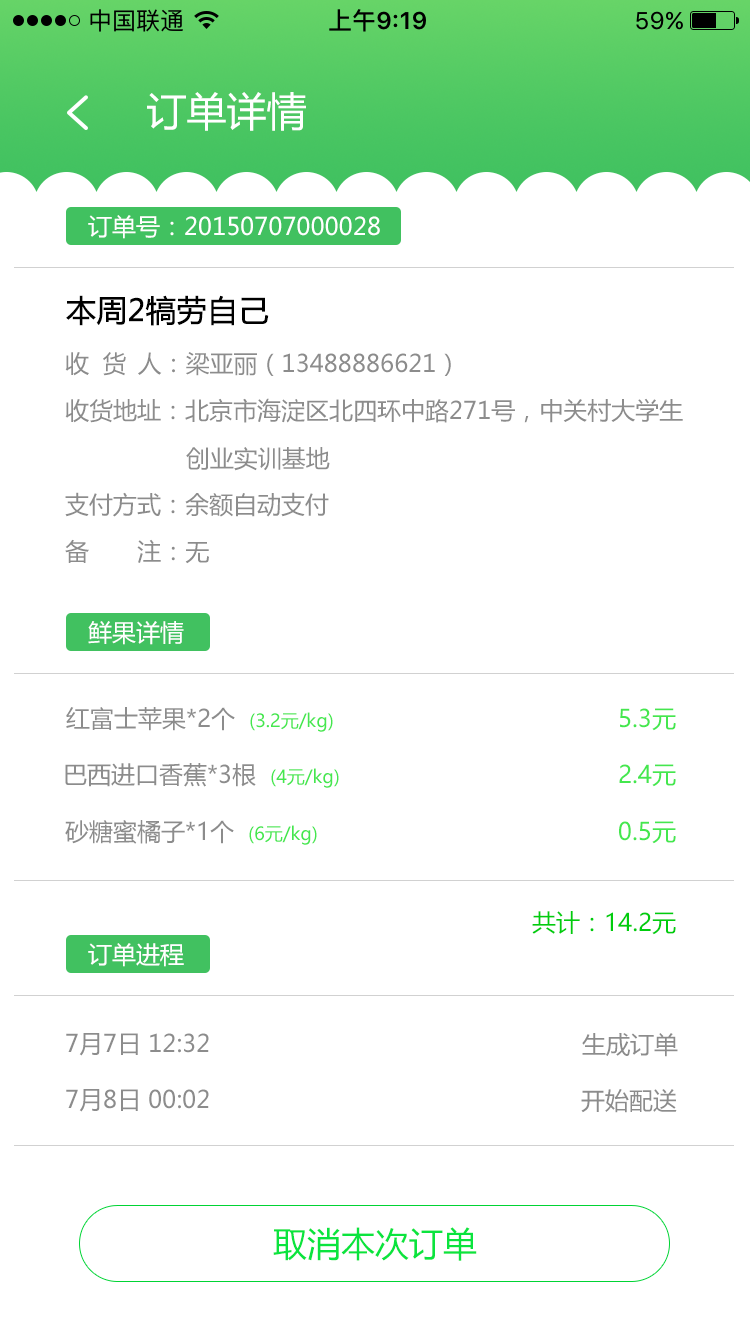 中国联通 上午9:19 59%
订单详情
订单号：20150707000028
本周2犒劳自己
收 货 人：梁亚丽（13488886621）
收货地址：北京市海淀区北四环中路271号，中关村大学生
创业实训基地
支付方式：余额自动支付
备 注：无
鲜果详情
红富士苹果*2个 (3.2元/kg) 5.3元
巴西进口香蕉*3根 (4元/kg) 2.4元
砂糖蜜橘子*1个 (6元/kg) 0.5元
共计：14.2元
订单进程
7月7日 12:32 生成订单
7月8日 00:02 开始配送
取消本次订单